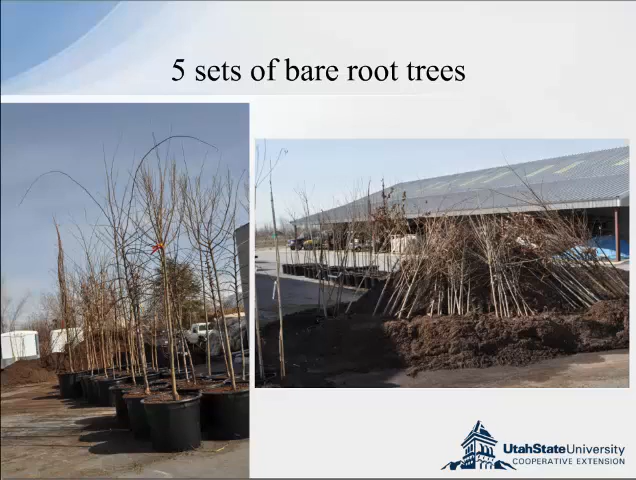 5 sets of bare root trees
UtahStateUniversity
COOPERATIVE EXTENSION